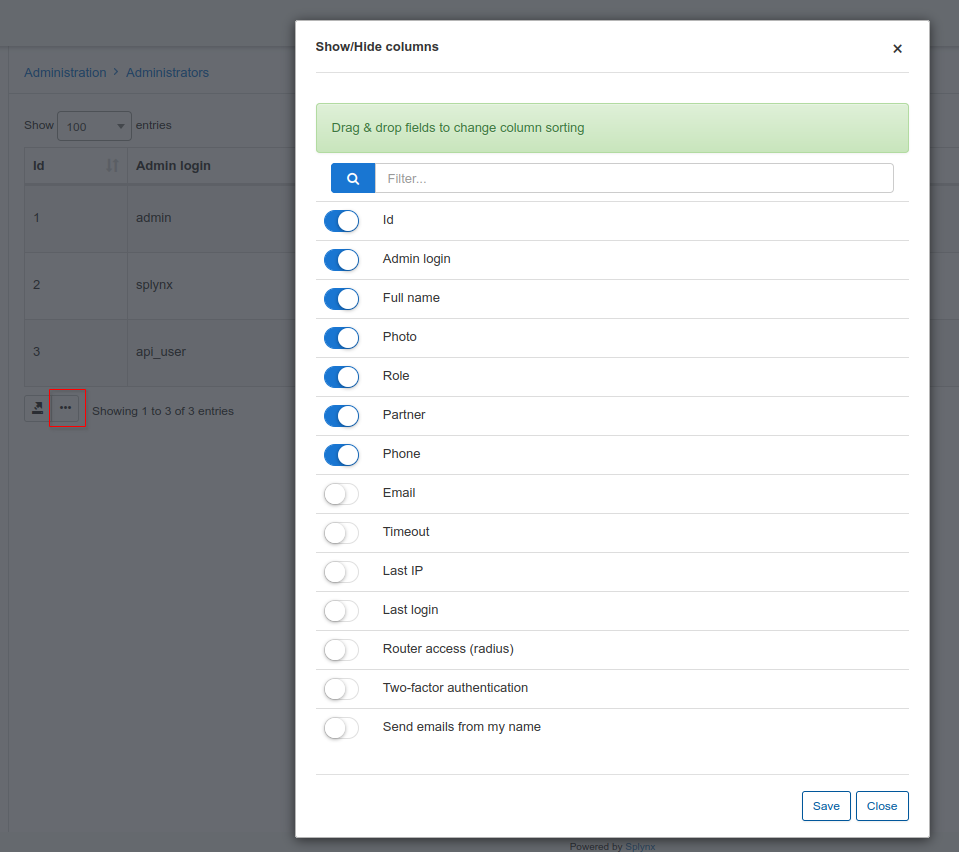 Show/Hide columns
×
Administration > Administrators
Drag & drop fields to change column sorting
Show 100 entries
Filter...
Id Admin login
1 admin
2 splynx
3 api_user
... Showing 1 to 3 of 3 entries
Id
Admin login
Full name
Photo
Role
Partner
Phone
Email
Timeout
Last IP
Last login
Router access (radius)
Two-factor authentication
Send emails from my name
Save Close
Powered by Splynx